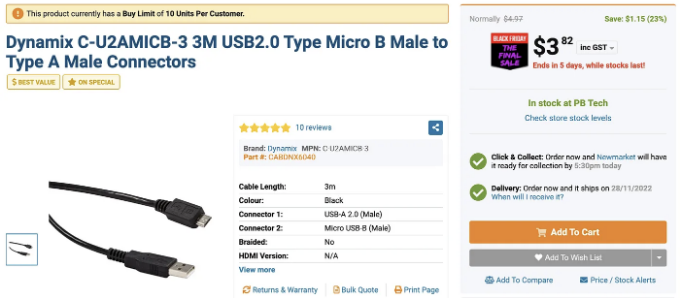 This product currently has a Buy Limit of 10 Units Per Customer.
Dynamix C-U2AMICB-3 3M USB2.0 Type Micro B Male to
Type A Male Connectors
$ BEST VALUE
ON SPECIAL
10 reviews
Brand: Dynamix MPN: C-U2AMICB-3
Part #: CABDNX6040
Cable Length: 3m
Colour: Black
Connector 1: USB-A 2.0 (Male)
Connector 2: Micro USB-B (Male)
Braided: No
HDMI Version: N/A
View more
Returns & Warranty
Bulk Quote
Print Page
Normally $4.97
Save: $1.15 (23%)
BLACK FRIDAY
THE
FINAL
SALE
$3 82
inc GST
Ends in 5 days, while stocks last!
In stock at PB Tech
Check store stock levels
Click & Collect: Order now and Newmarket will have
it ready for collection by 5:30pm today
Delivery: Order now and it ships on 28/11/2022
When will I receive it?
Add To Cart
Add To Wish List
Add To Compare
Price / Stock Alerts